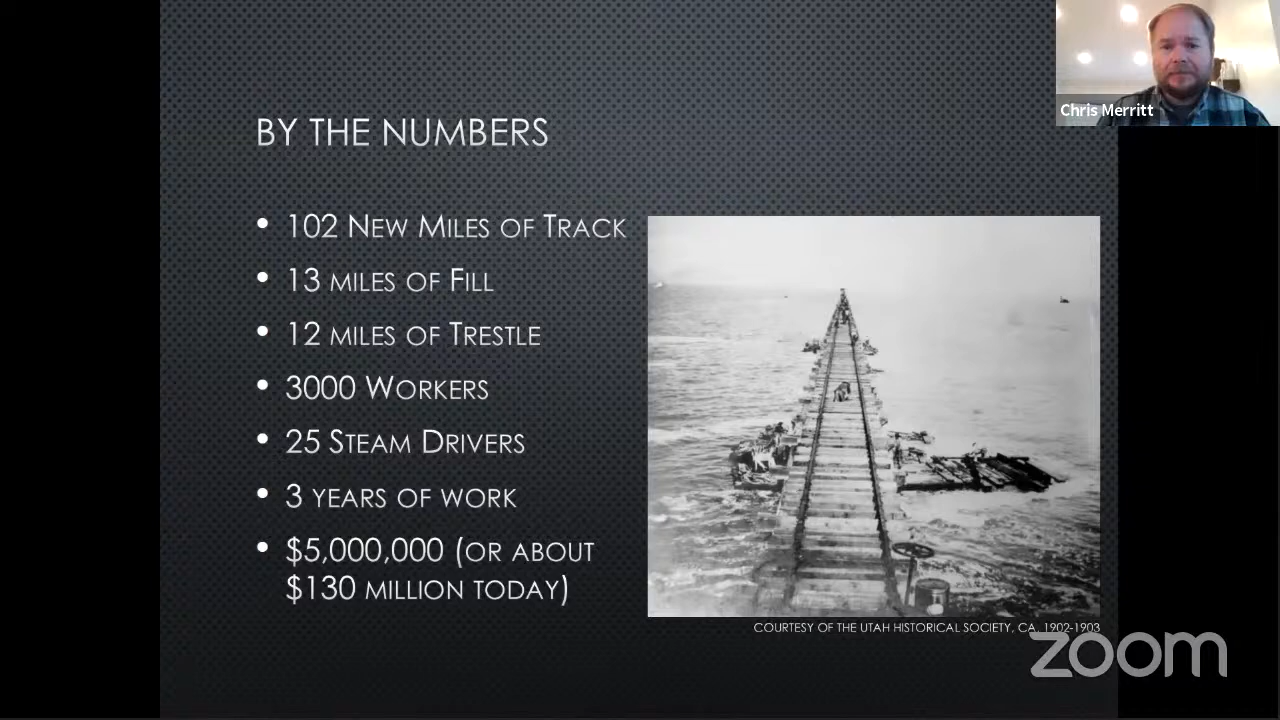 Chris Merritt
BY THE NUMBERS
• 102 NEW MILES OF TRACK
• 13 MILES OF FILL
• 12 MILES OF TRESTLE
• 3000 WORKERS
• 25 STEAM DRIVERS
• 3 YEARS OF WORK
• $5,000,000 (OR ABOUT
$130 MILLION TODAY)
COURTESY OF THE UTAH HISTORICAL SOCIETY, CA. 1902-1903
zoom